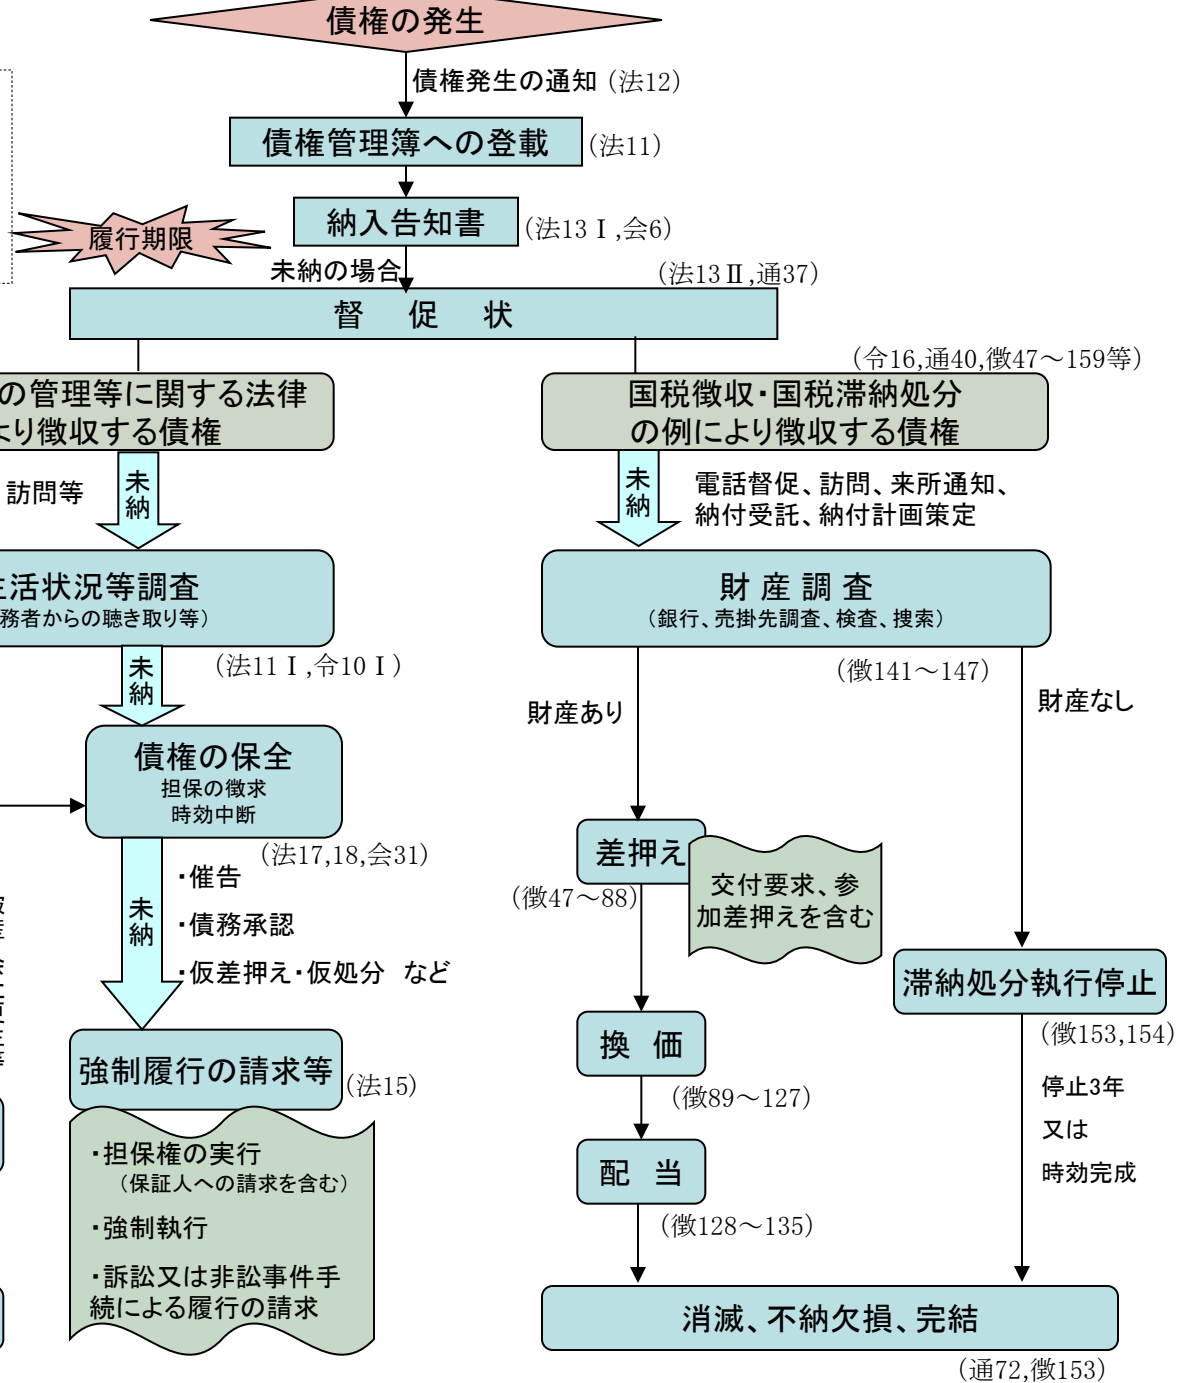 債権の発生
債権発生の通知（法12）
債権管理簿への登載
（法11）
納入告知書
（法13Ⅰ,会6）
履行期限
未納の場合
（法13Ⅱ,通37）
督　促　状
（令16,通40,徴47～159等）
の管理等に関する法律
より徴収する債権
国税徴収・国税滞納処分
の例により徴収する債権
訪問等
未納
未納
電話督促、訪問、来所通知、
納付受託、納付計画策定
生活状況等調査
務者からの聴き取り等）
財 産 調 査
（銀行、売掛先調査、検査、捜索）
（法11Ⅰ,令10Ⅰ）
未納
（徴141～147）
財産あり
財産なし
債権の保全
担保の徴求
時効中断
（法17,18,会31）
未納
・催告
・債務承認
・仮差押え・仮処分　など
差押え
（徴47～88）
交付要求、参
加差押えを含む
滞納処分執行停止
（徴153,154）
停止3年
又は
時効完成
強制履行の請求等
（法15）
・担保権の実行
（保証人への請求を含む）
・強制執行
・訴訟又は非訟事件手
続による履行の請求
換　価
（徴89～127）
配　当
（徴128～135）
消滅、不納欠損、完結
（通72,徴153）